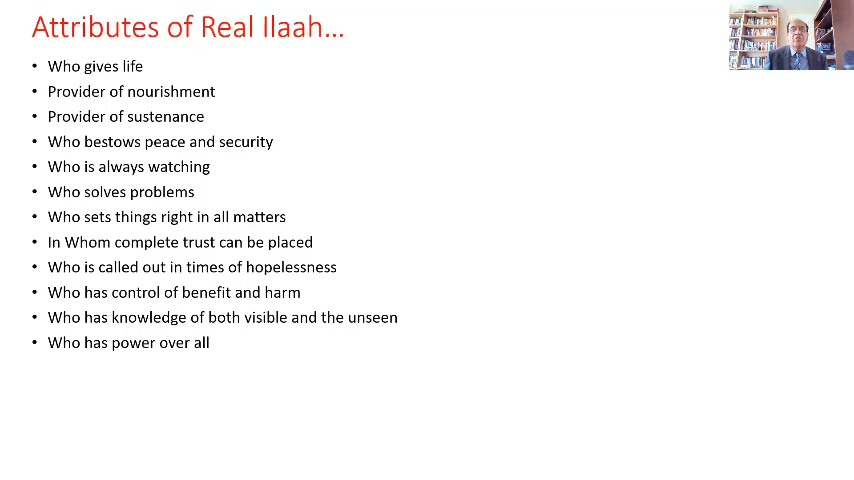 Attributes of Real Ilaah…
• Who gives life
• Provider of nourishment
• Provider of sustenance
• Who bestows peace and security
• Who is always watching
• Who solves problems
• Who sets things right in all matters
• In Whom complete trust can be placed
• Who is called out in times of hopelessness
• Who has control of benefit and harm
• Who has knowledge of both visible and the unseen
• Who has power over all